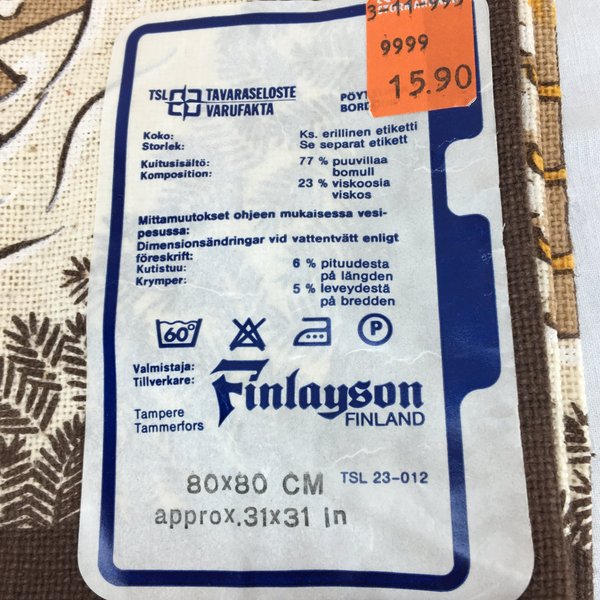 9999
15.90
TSL TAVARASELOSTE
VARUFAKTA
Koko: Ks. erillinen etiketti
Storlek: Se separat etikett
Kuitusisältö: 77 % puuvillaa
Komposition: bomull
23 % viskoosia
viskos
Mittamuutokset ohjeen mukaisessa vesi-
pesussa:
Dimensionsändringar vid vattentvätt enligt
föreskrift: 6 % pituudesta
Kutistuu: på längden
Krymper: 5 % leveydestä
på bredden
60°
P
Valmistaja:
Tillverkare: Finlayson
FINLAND
Tampere
Tammerfors
80x80 CM TSL 23-012
approx.31x31 in